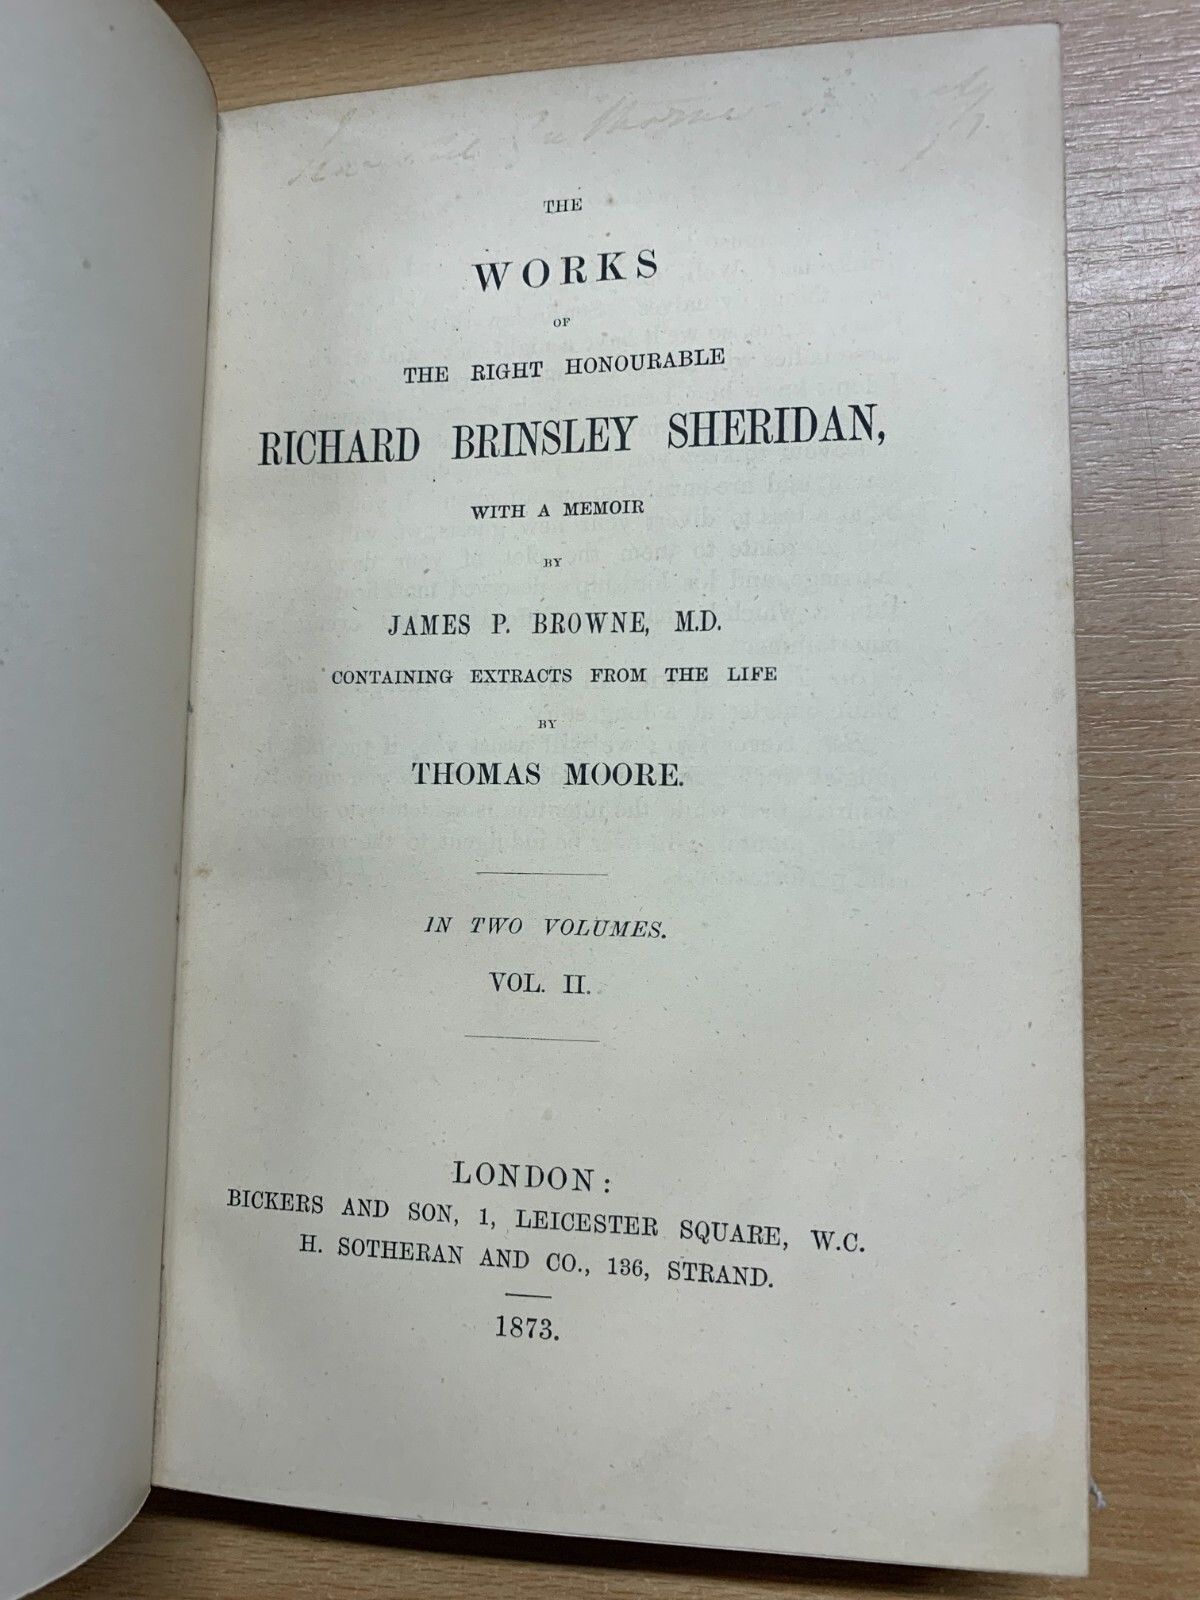 THE
WORKS
OF
THE RIGHT HONOURABLE
RICHARD BRINSLEY SHERIDAN,
WITH A MEMOIR
BY
JAMES P. BROWNE, M.D.
CONTAINING EXTRACTS FROM THE LIFE
BY
THOMAS MOORE.
IN TWO VOLUMES.
VOL. II.
LONDON:
BICKERS AND SON, 1, LEICESTER SQUARE, W.C.
H. SOTHERAN AND CO., 136, STRAND.
1873.